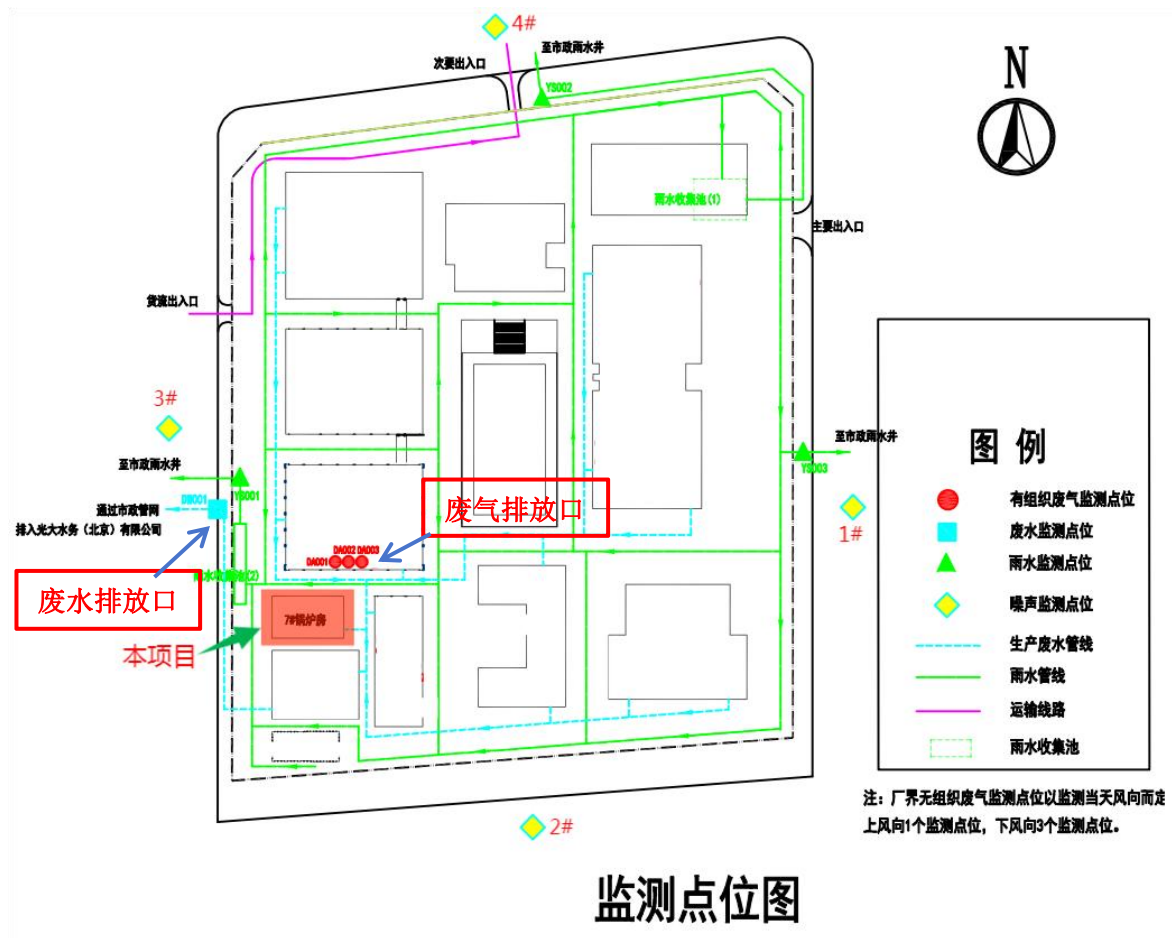 4#
至市政雨水井
次要出入口
YS002
N
雨水收集池(1)
主要出入口
货流出入口
3#
至市政雨水井
YS001
DW001
通过市政管网
排入光大水务（北京）有限公司
废气排放口
DA002 DA003
DA001
至市政雨水井
YS003
1#
废水排放口
雨水收集池(2)
7#锅炉房
本项目
2#
图 例
有组织废气监测点位
废水监测点位
雨水监测点位
噪声监测点位
生产废水管线
雨水管线
运输线路
雨水收集池
注：厂界无组织废气监测点位以监测当天风向而定
上风向1个监测点位，下风向3个监测点位。
监测点位图